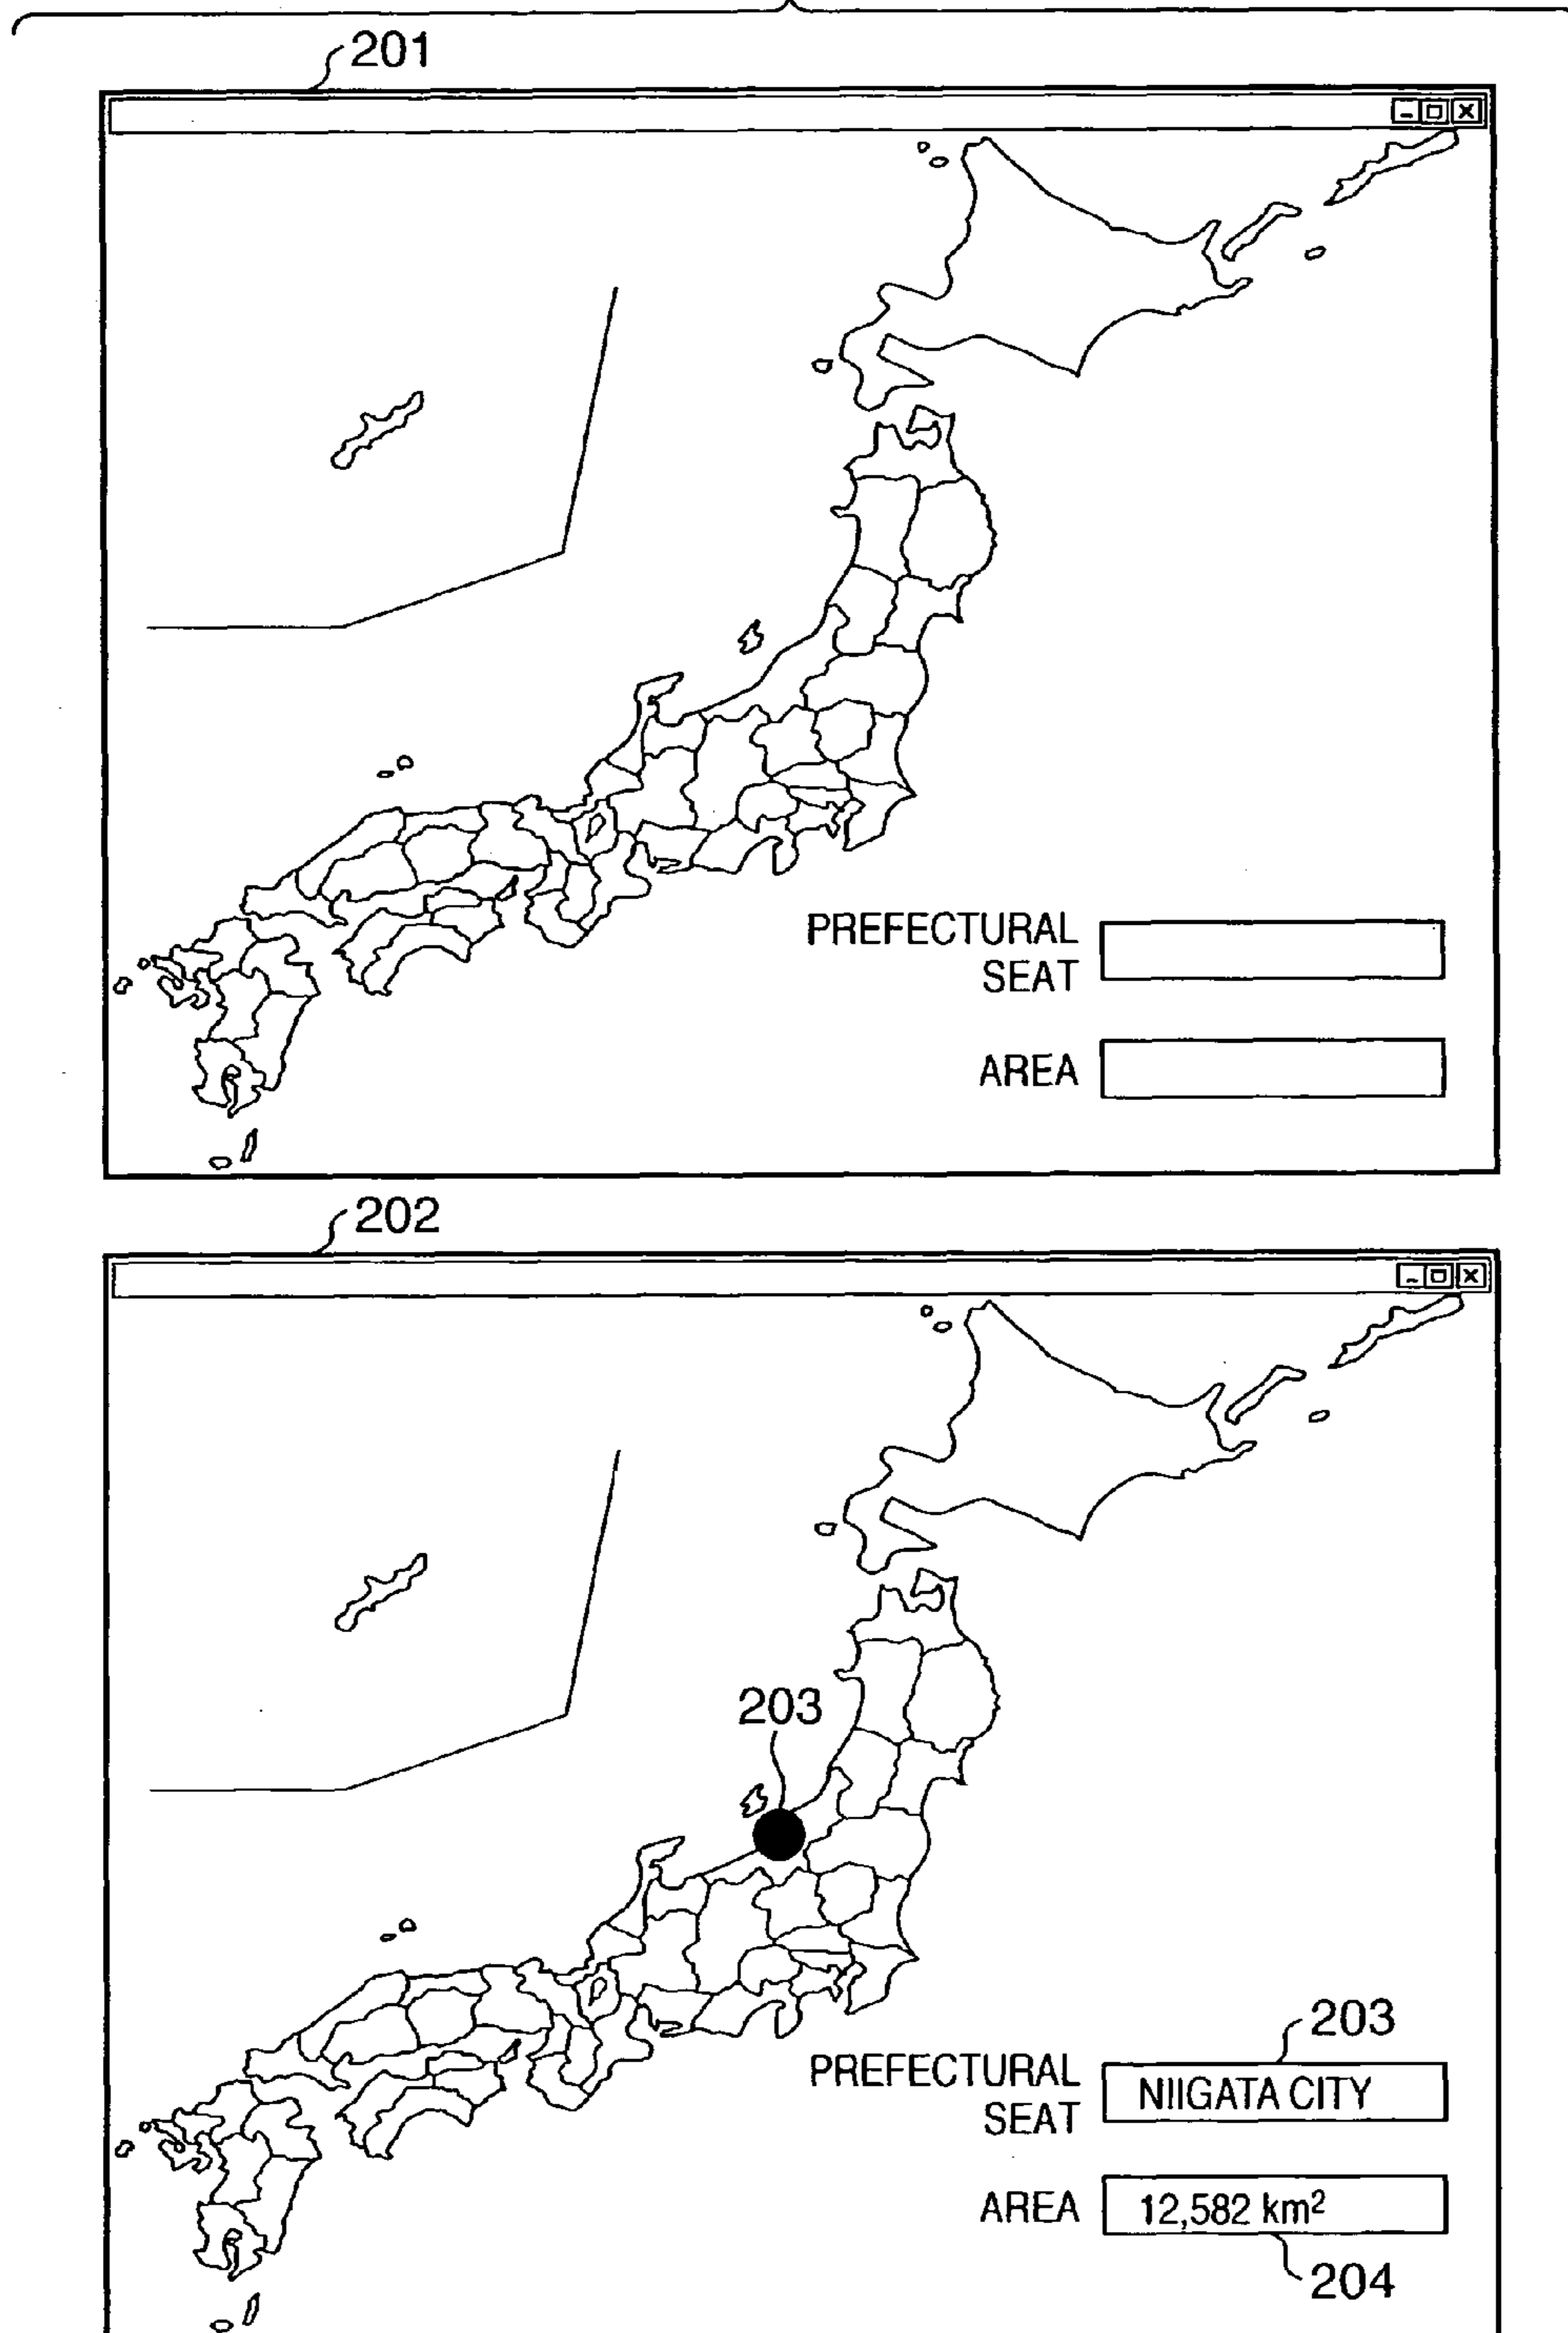 201
PREFECTURAL
SEAT
AREA
202
203
203
PREFECTURAL
SEAT
NIIGATA CITY
AREA
12,582 km²
204